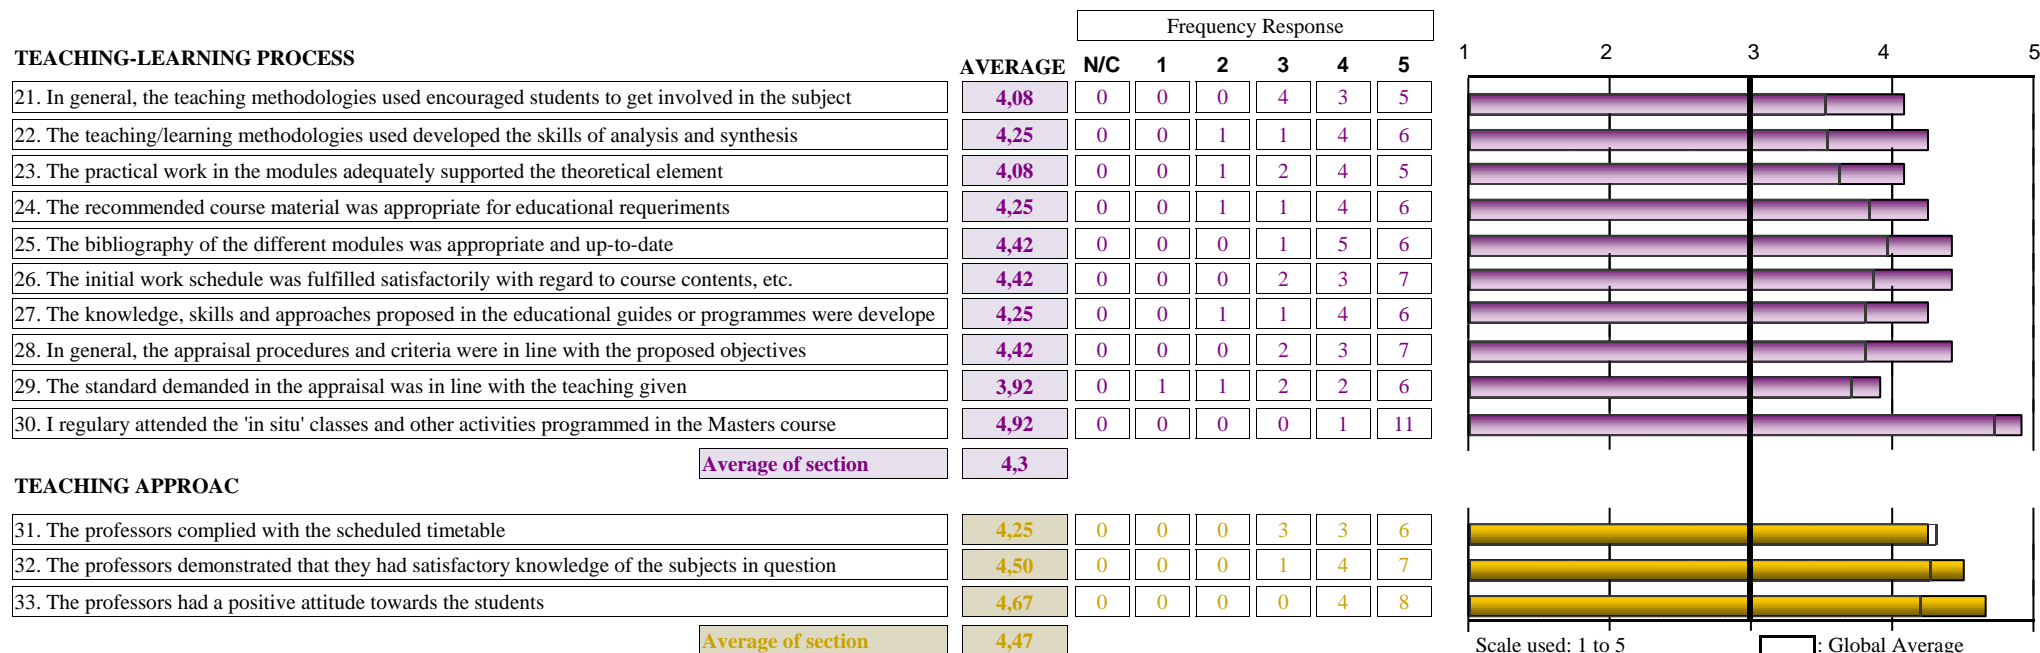 Frequency Response
TEACHING-LEARNING PROCESS AVERAGE N/C 1 2 3 4 5 1 2 3 4 5
21. In general, the teaching methodologies used encouraged students to get involved in the subject 4,08 0 0 0 4 3 5
22. The teaching/learning methodologies used developed the skills of analysis and synthesis 4,25 0 0 1 1 4 6
23. The practical work in the modules adequately supported the theoretical element 4,08 0 0 1 2 4 5
24. The recommended course material was appropriate for educational requeriments 4,25 0 0 1 1 4 6
25. The bibliography of the different modules was appropriate and up-to-date 4,42 0 0 0 1 5 6
26. The initial work schedule was fulfilled satisfactorily with regard to course contents, etc. 4,42 0 0 0 2 3 7
27. The knowledge, skills and approaches proposed in the educational guides or programmes were develope 4,25 0 0 1 1 4 6
28. In general, the appraisal procedures and criteria were in line with the proposed objectives 4,42 0 0 0 2 3 7
29. The standard demanded in the appraisal was in line with the teaching given 3,92 0 1 1 2 2 6
30. I regulary attended the 'in situ' classes and other activities programmed in the Masters course 4,92 0 0 0 0 1 11
Average of section 4,3
TEACHING APPROAC
31. The professors complied with the scheduled timetable 4,25 0 0 0 3 3 6
32. The professors demonstrated that they had satisfactory knowledge of the subjects in question 4,50 0 0 0 1 4 7
33. The professors had a positive attitude towards the students 4,67 0 0 0 0 4 8
Average of section 4,47 Scale used: 1 to 5 : Global Average